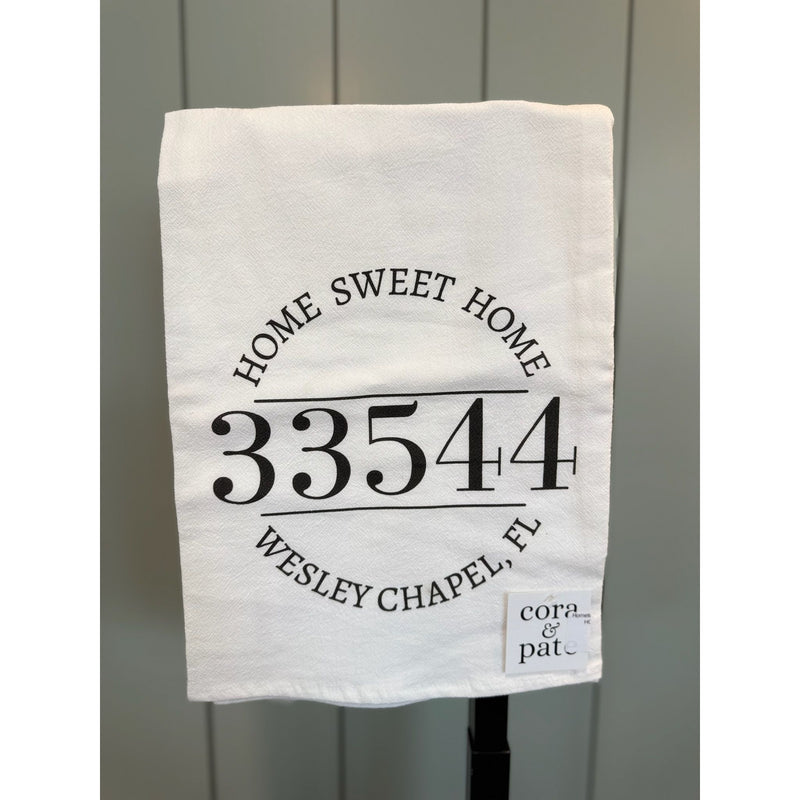 HOME SWEET HOME
33544
WESLEY CHAPEL, FL
cora
&
pate